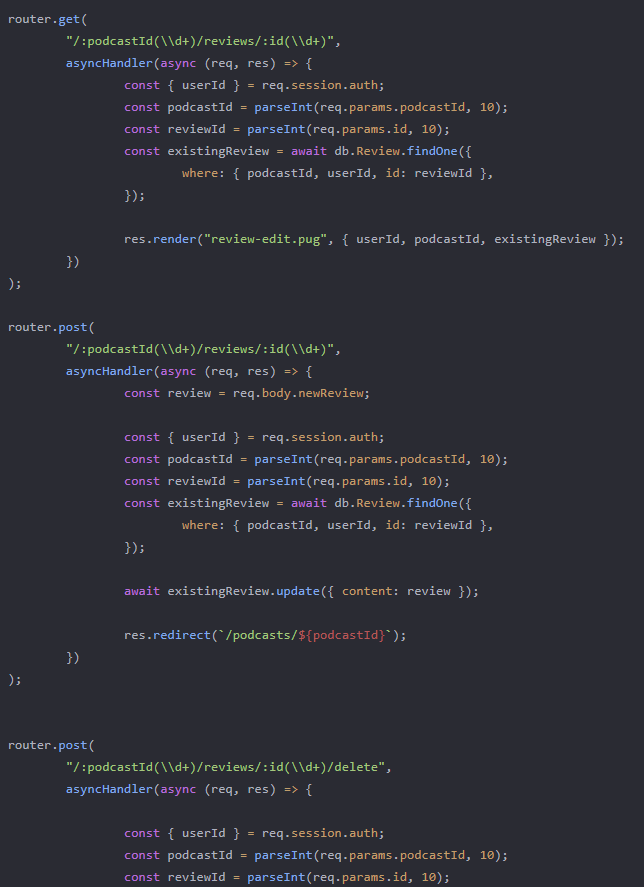 router.get(
"/:podcastId(\\d+)/reviews/:id(\\d+)",
asyncHandler(async (req, res) => {
const { userId } = req.session.auth;
const podcastId = parseInt(req.params.podcastId, 10);
const reviewId = parseInt(req.params.id, 10);
const existingReview = await db.Review.findOne({
where: { podcastId, userId, id: reviewId },
});
res.render("review-edit.pug", { userId, podcastId, existingReview });
})
);
router.post(
"/:podcastId(\\d+)/reviews/:id(\\d+)",
asyncHandler(async (req, res) => {
const review = req.body.newReview;
const { userId } = req.session.auth;
const podcastId = parseInt(req.params.podcastId, 10);
const reviewId = parseInt(req.params.id, 10);
const existingReview = await db.Review.findOne({
where: { podcastId, userId, id: reviewId },
});
await existingReview.update({ content: review });
res.redirect(`/podcasts/${podcastId}`);
})
);
router.post(
"/:podcastId(\\d+)/reviews/:id(\\d+)/delete",
asyncHandler(async (req, res) => {
const { userId } = req.session.auth;
const podcastId = parseInt(req.params.podcastId, 10);
const reviewId = parseInt(req.params.id, 10);